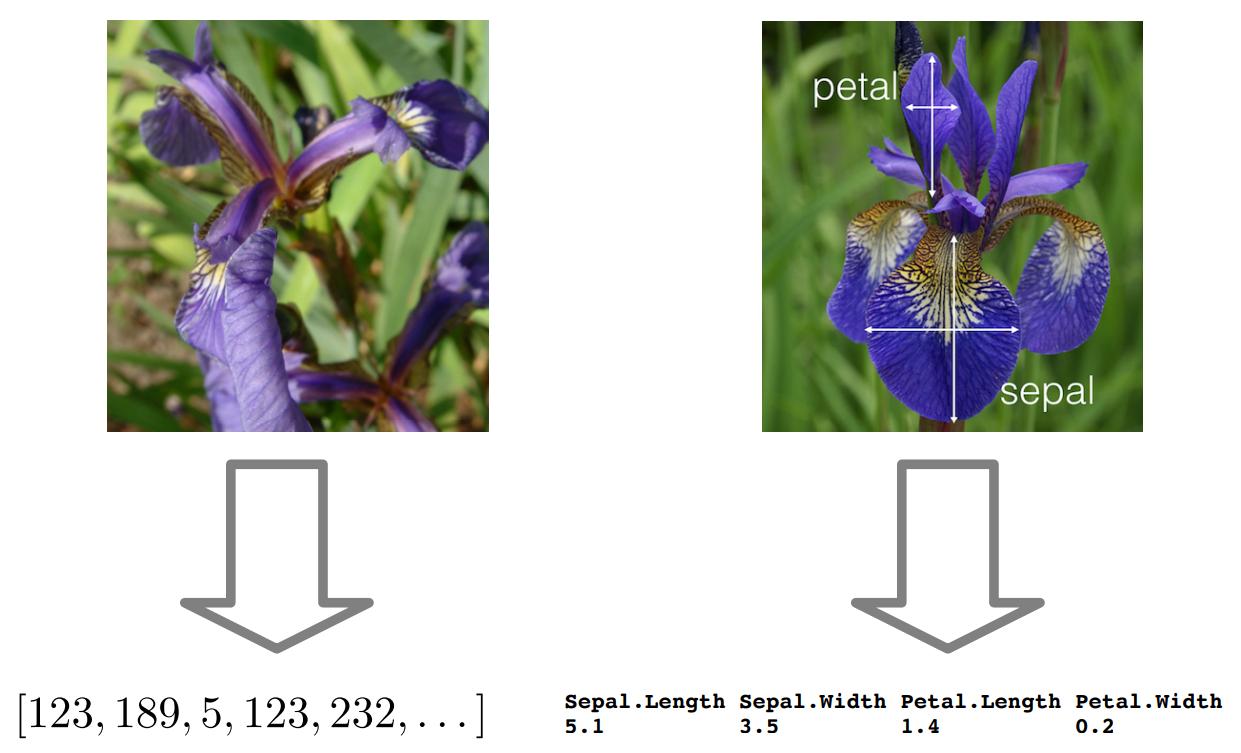 petal
sepal
[123, 189, 5, 123, 232, . . . ]
Sepal.Length Sepal.Width Petal.Length Petal.Width
5.1 3.5 1.4 0.2